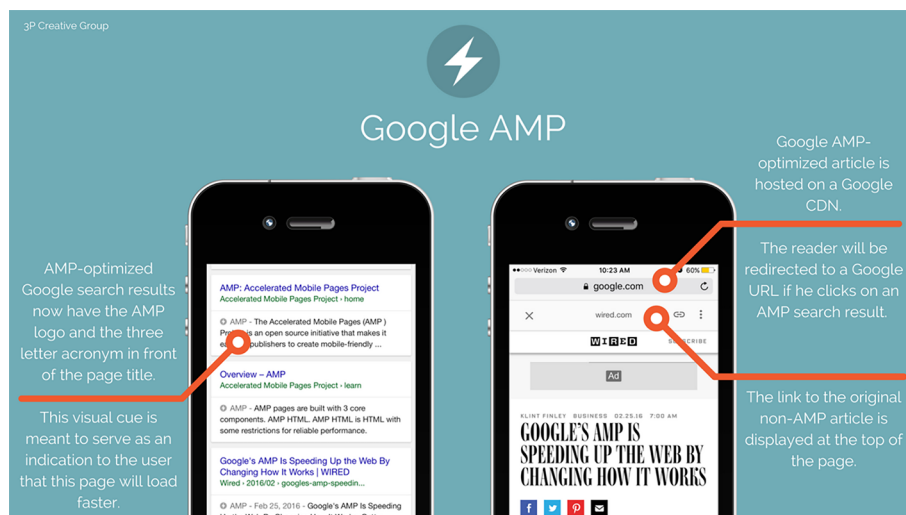 3P Creative Group
Google AMP
AMP-optimized
Google search results
now have the AMP
logo and the three
letter acronym in front
of the page title.
This visual cue is
meant to serve as an
indication to the user
that this page will load
faster.
AMP: Accelerated Mobile Pages Project
Accelerated Mobile Pages Project › home
AMP - The Accelerated Mobile Pages (AMP )
is an open source initiative that makes it
publishers to create mobile-friendly ...
Overview – AMP
Accelerated Mobile Pages Project › learn
AMP - AMP pages are built with 3 core
components. AMP HTML. AMP HTML is HTML with
some restrictions for reliable performance.
Google's AMP Is Speeding Up the Web By
Changing How It Works | WIRED
Wired › 2016/02 › googles-amp-speedin...
AMP - Feb 25, 2016 - Google's AMP Is Speeding
Google AMP-
optimized article is
hosted on a Google
CDN.
The reader will be
redirected to a Google
URL if he clicks on an
AMP search result.
The link to the original
non-AMP article is
displayed at the top of
the page.
Verizon
10:23 AM
60%
google.com
wired.com
WIRED
Ad
KLINT FINLEY BUSINESS 02.25.16 7:00 AM
GOOGLE'S AMP IS
SPEEDING UP THE WEB BY
CHANGING HOW IT WORKS